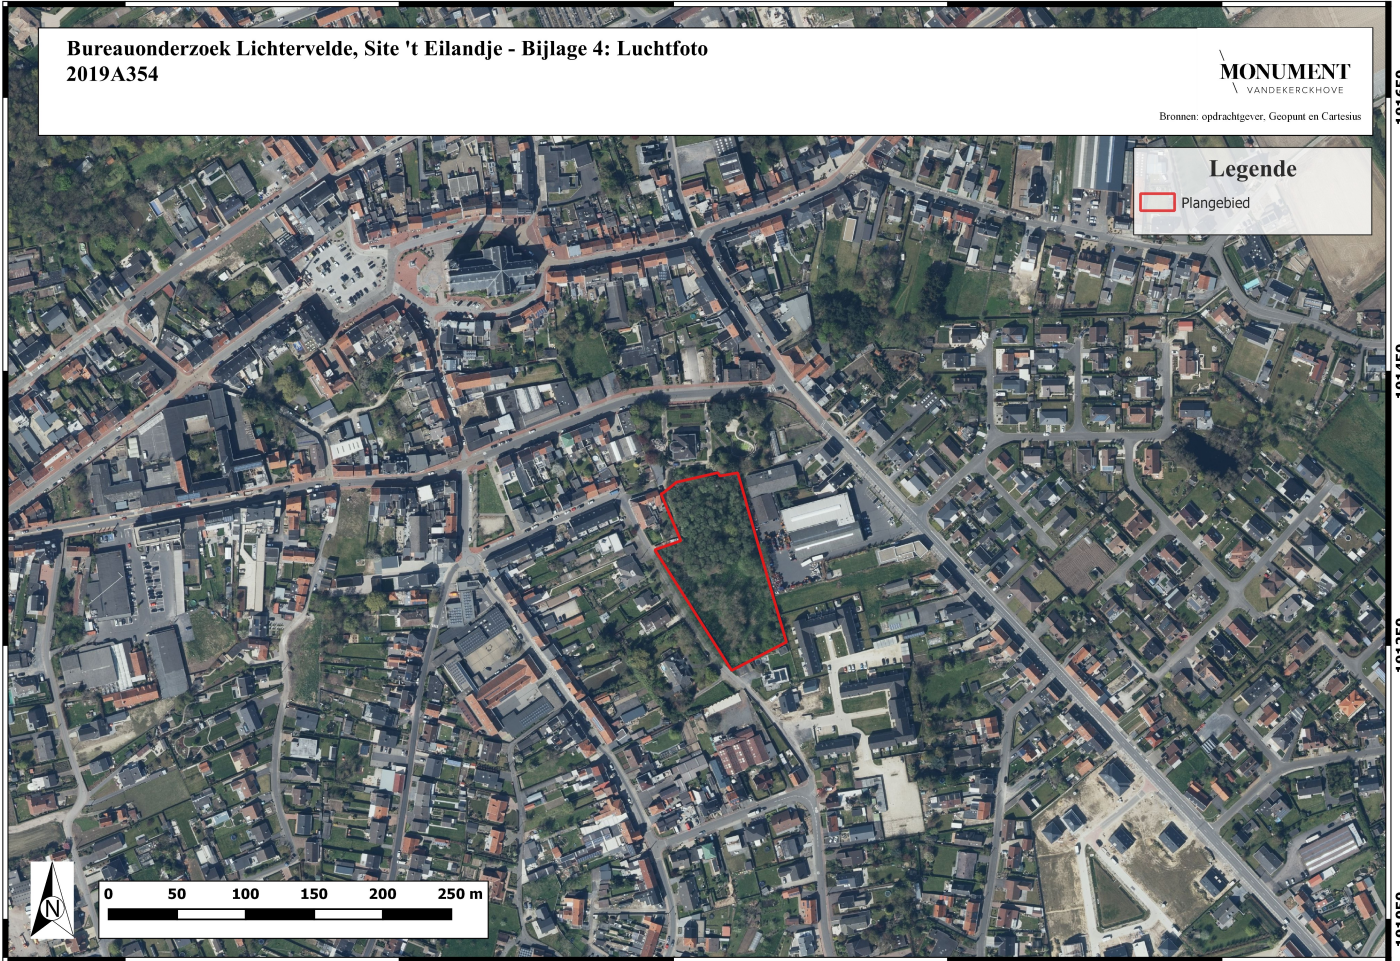 Bureauonderzoek Lichtervelde, Site 't Eilandje - Bijlage 4: Luchtfoto
2019A354
MONUMENT
VANDEKERCKHOVE
Bronnen: opdrachtgever, Geopunt en Cartesius
Legende
Plangebied
N
0 50 100 150 200 250 m